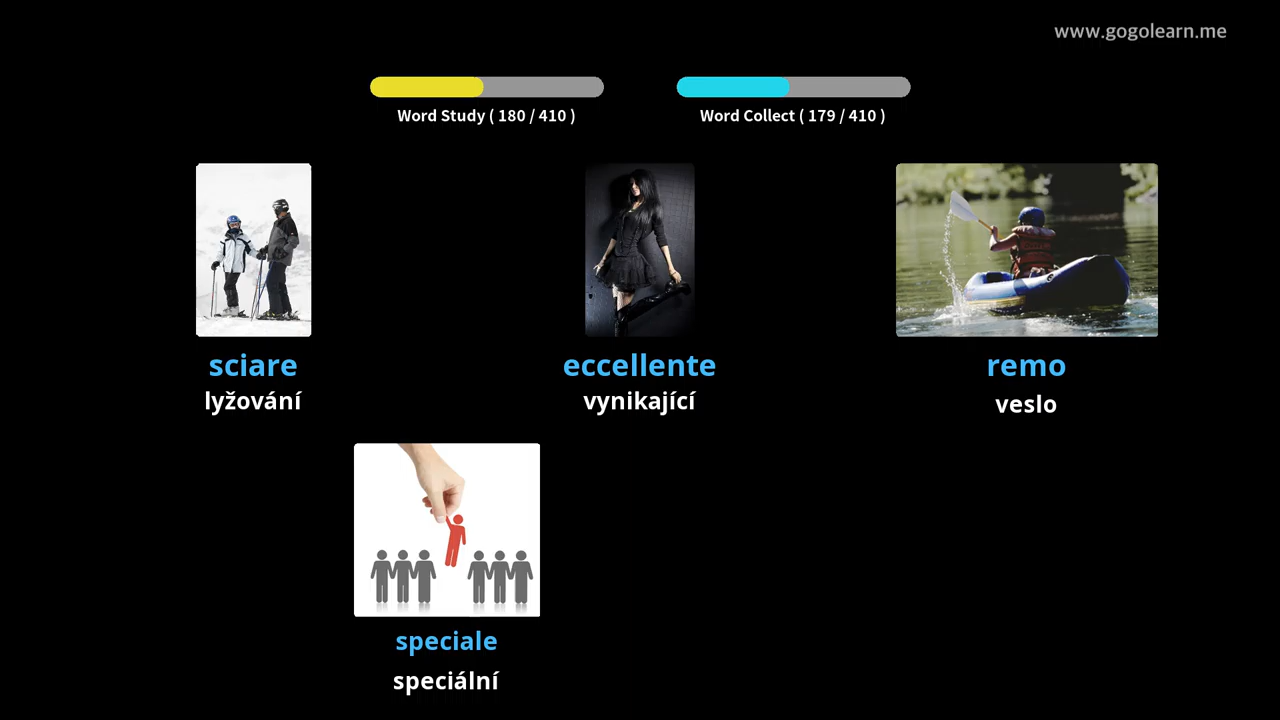 www.gogolearn.me
Word Study ( 180 / 410 )
Word Collect ( 179 / 410 )
sciare
lyžování
eccellente
vynikající
remo
veslo
speciale
speciální